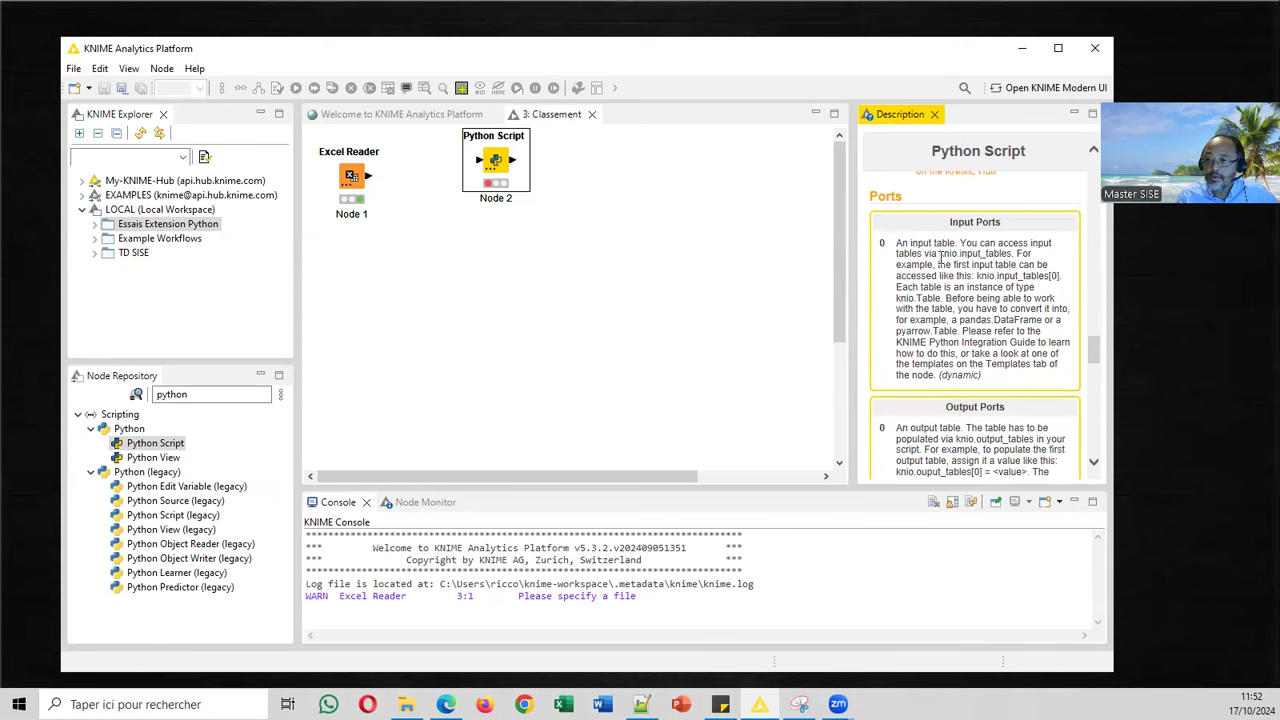 KNIME Analytics Platform
File Edit View Node Help
Open KNIME Modern UI
KNIME Explorer
My-KNIME-Hub (api.hub.knime.com)
EXAMPLES (knime@api.hub.knime.com)
LOCAL (Local Workspace)
Essais Extension Python
Example Workflows
TD SISE
Node Repository
python
Scripting
Python
Python Script
Python View
Python (legacy)
Python Edit Variable (legacy)
Python Source (legacy)
Python Script (legacy)
Python View (legacy)
Python Object Reader (legacy)
Python Object Writer (legacy)
Python Learner (legacy)
Python Predictor (legacy)
Welcome to KNIME Analytics Platform
3: Classement
Excel Reader
Node 1
Python Script
Node 2
Console
Node Monitor
KNIME Console
********************************************************************************
*** Welcome to KNIME Analytics Platform v5.3.2.v202409051351 ***
*** Copyright by KNIME AG, Zurich, Switzerland ***
********************************************************************************
Log file is located at: C:\Users\ricco\knime-workspace\.metadata\knime\knime.log
WARN Excel Reader 3:1 Please specify a file
Description
Python Script
on the KNIME Hub
Ports
Input Ports
0 An input table. You can access input
tables via knio.input_tables. For
example, the first input table can be
accessed like this: knio.input_tables[0].
Each table is an instance of type
knio.Table. Before being able to work
with the table, you have to convert it into,
for example, a pandas.DataFrame or a
pyarrow.Table. Please refer to the
KNIME Python Integration Guide to learn
how to do this, or take a look at one of
the templates on the Templates tab of
the node. (dynamic)
Output Ports
0 An output table. The table has to be
populated via knio.output_tables in your
script. For example, to populate the first
output table, assign it a value like this:
knio.ouput_tables[0] = <value>. The
Master SISE
Taper ici pour rechercher
11:52
17/10/2024